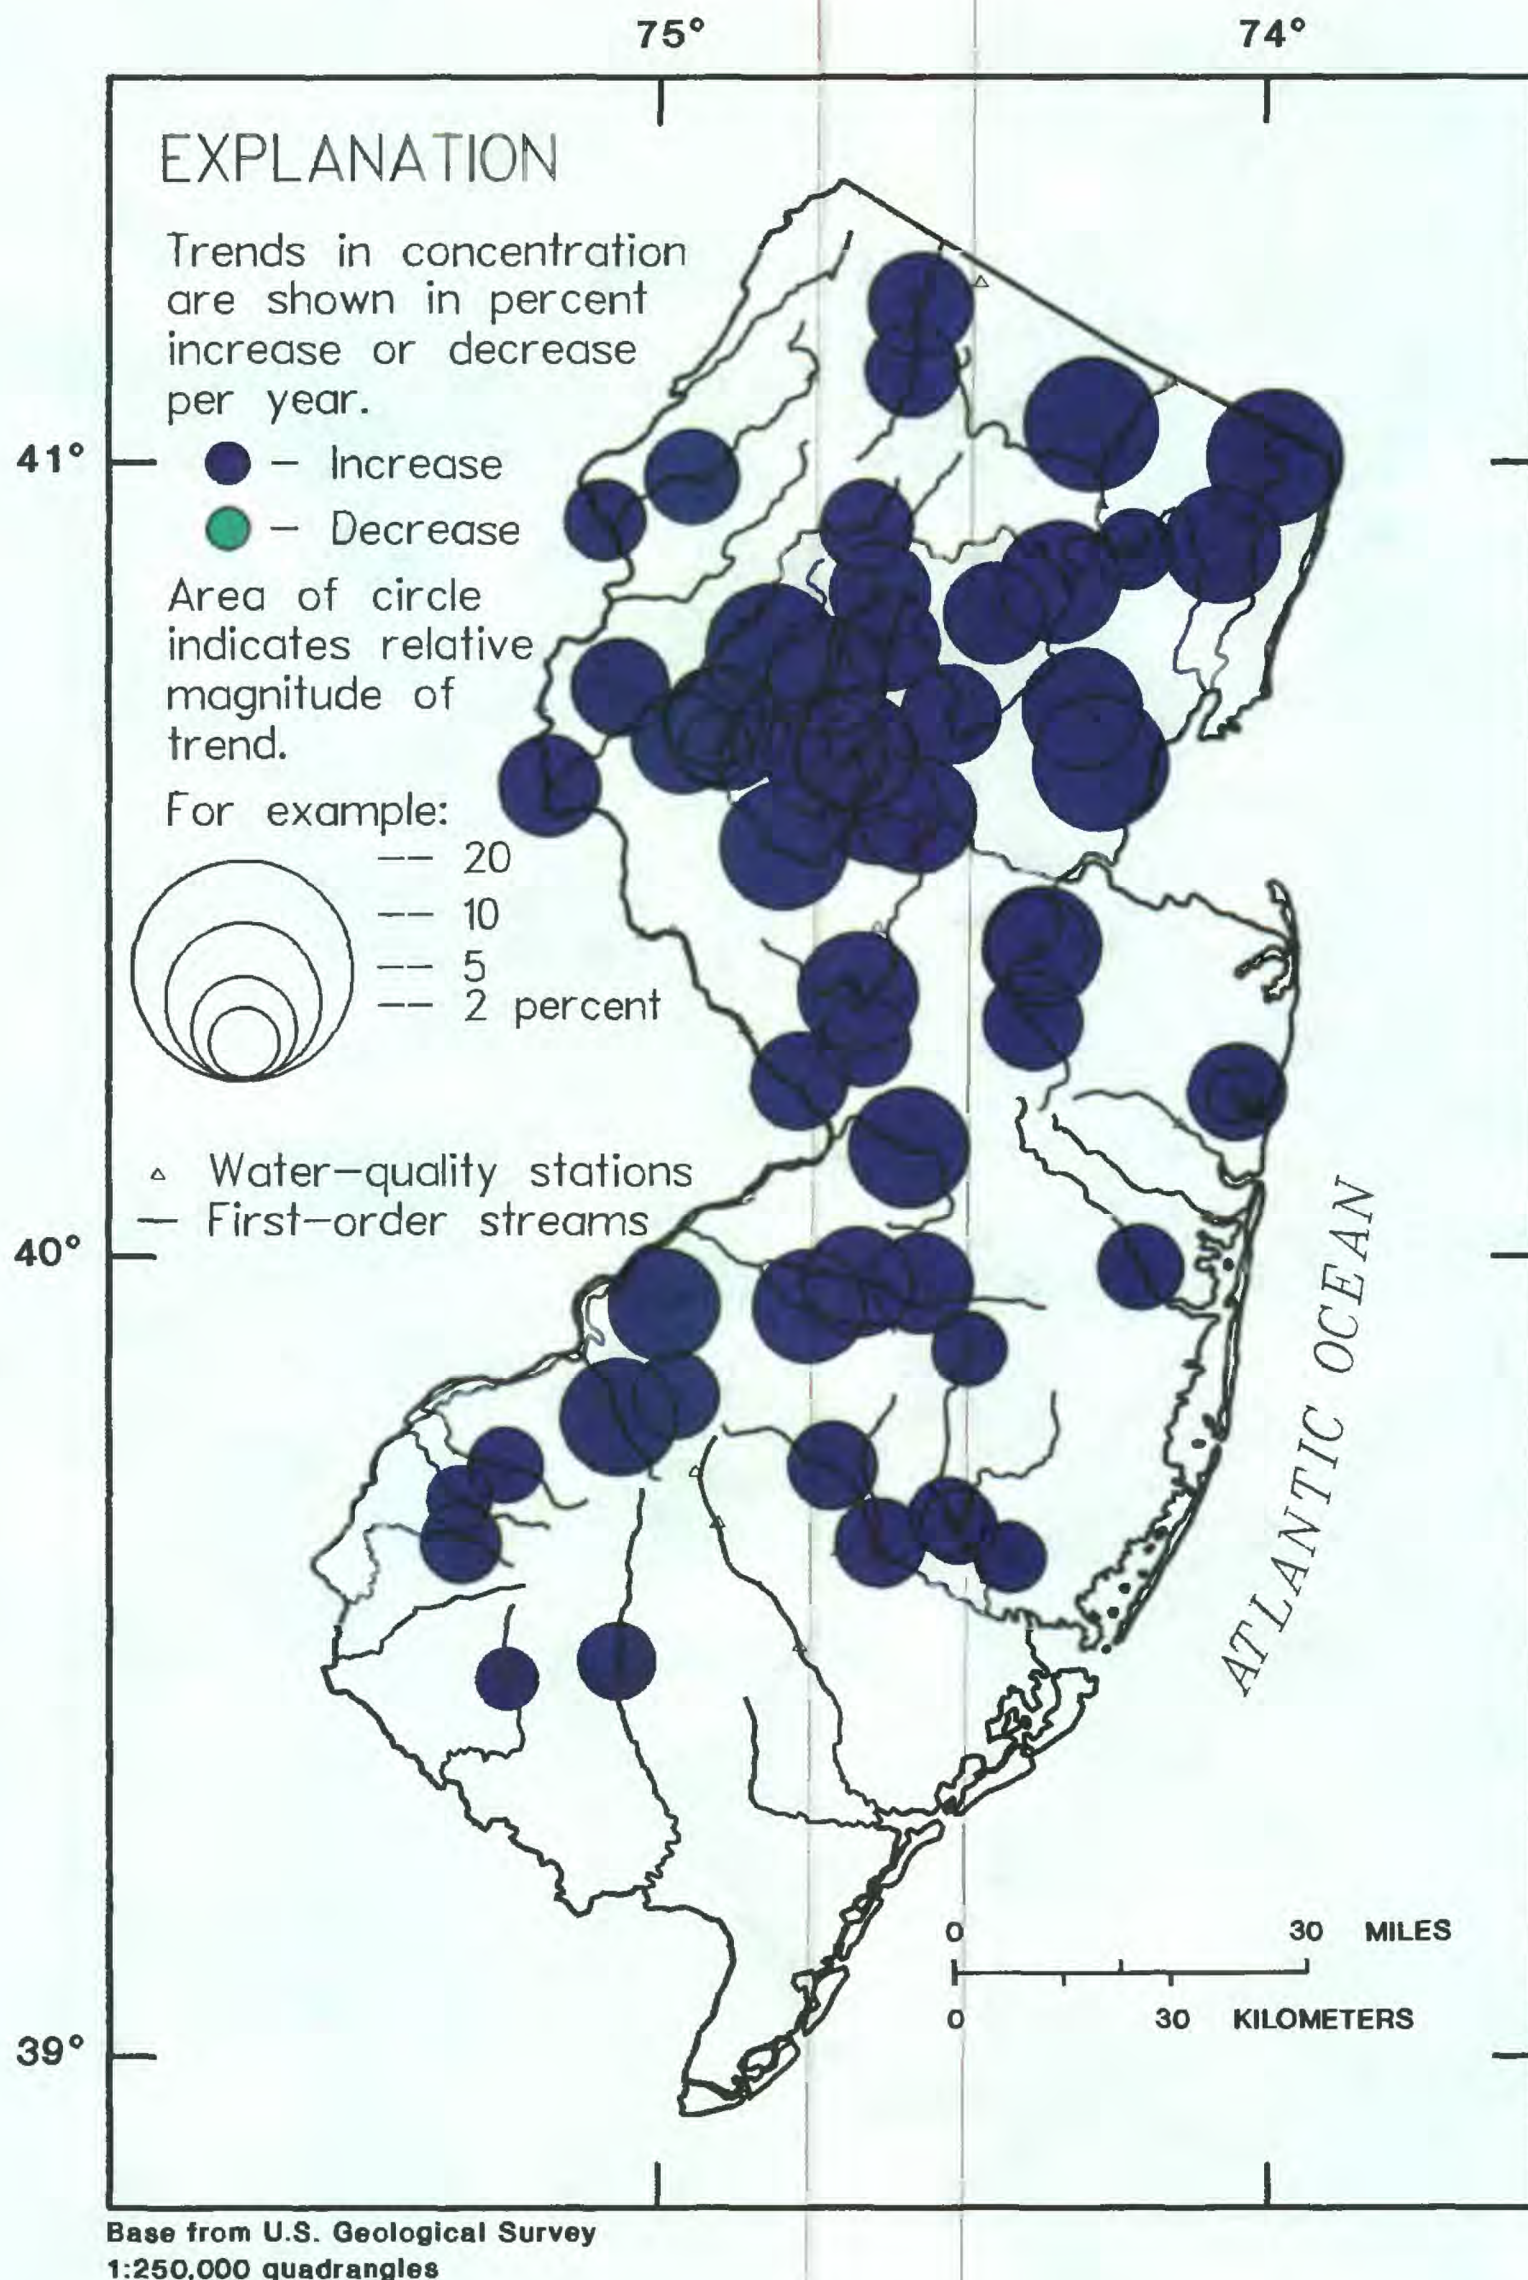 75° 74°
EXPLANATION
Trends in concentration
are shown in percent
increase or decrease
per year.
41°
— Increase
— Decrease
Area of circle
indicates relative
magnitude of
trend.
For example:
-- 20
-- 10
-- 5
-- 2 percent
Water-quality stations
First-order streams
40°
ATLANTIC OCEAN
0 30 MILES
0 30 KILOMETERS
39°
Base from U.S. Geological Survey
1:250,000 quadrangles